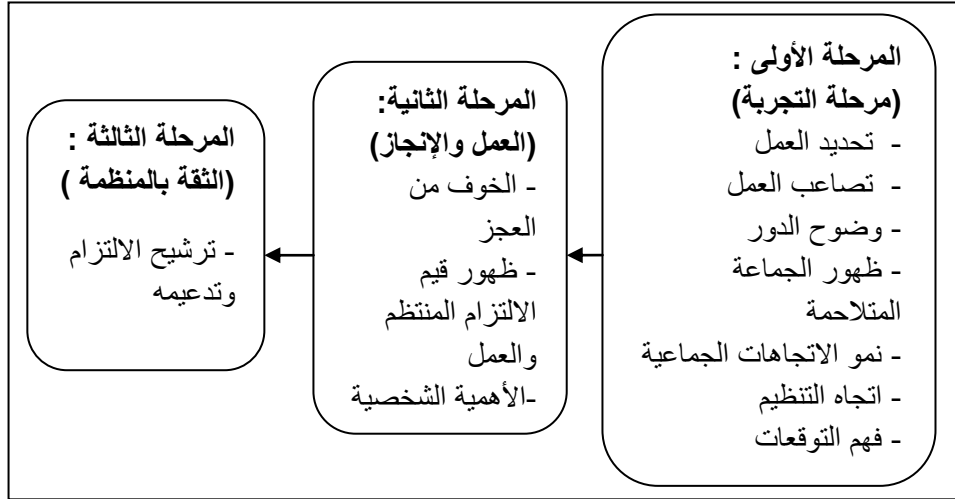 المرحلة الأولى :
(مرحلة التجربة)
- تحديد العمل
- تصاعب العمل
- وضوح الدور
- ظهور الجماعة
المتلاحمة
- نمو الاتجاهات الجماعية
- اتجاه التنظيم
- فهم التوقعات
المرحلة الثانية:
(العمل والإنجاز)
- الخوف من
العجز
- ظهور قيم
الالتزام المنتظم
والعمل
-الأهمية الشخصية
المرحلة الثالثة :
(الثقة بالمنظمة )
- ترشيح الالتزام
وتدعيمه